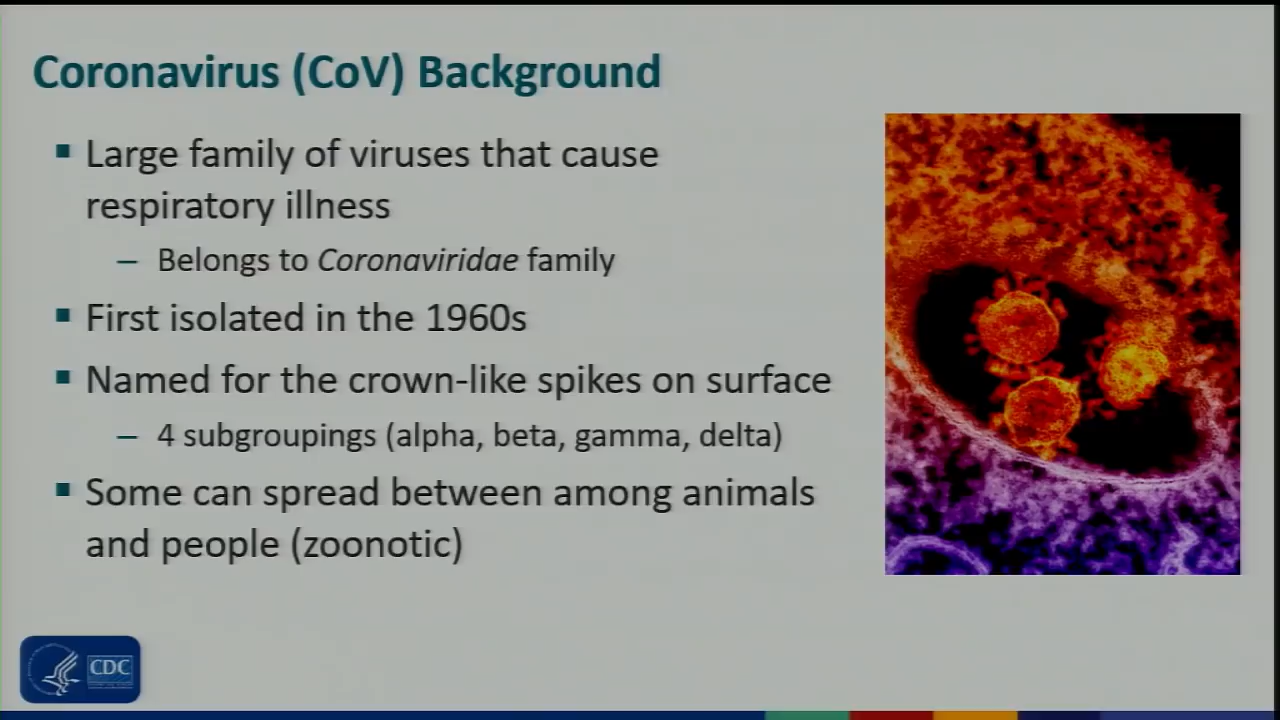 Coronavirus (CoV) Background
▪ Large family of viruses that cause
respiratory illness
– Belongs to Coronaviridae family
▪ First isolated in the 1960s
▪ Named for the crown-like spikes on surface
– 4 subgroupings (alpha, beta, gamma, delta)
▪ Some can spread between among animals
and people (zoonotic)
CDC